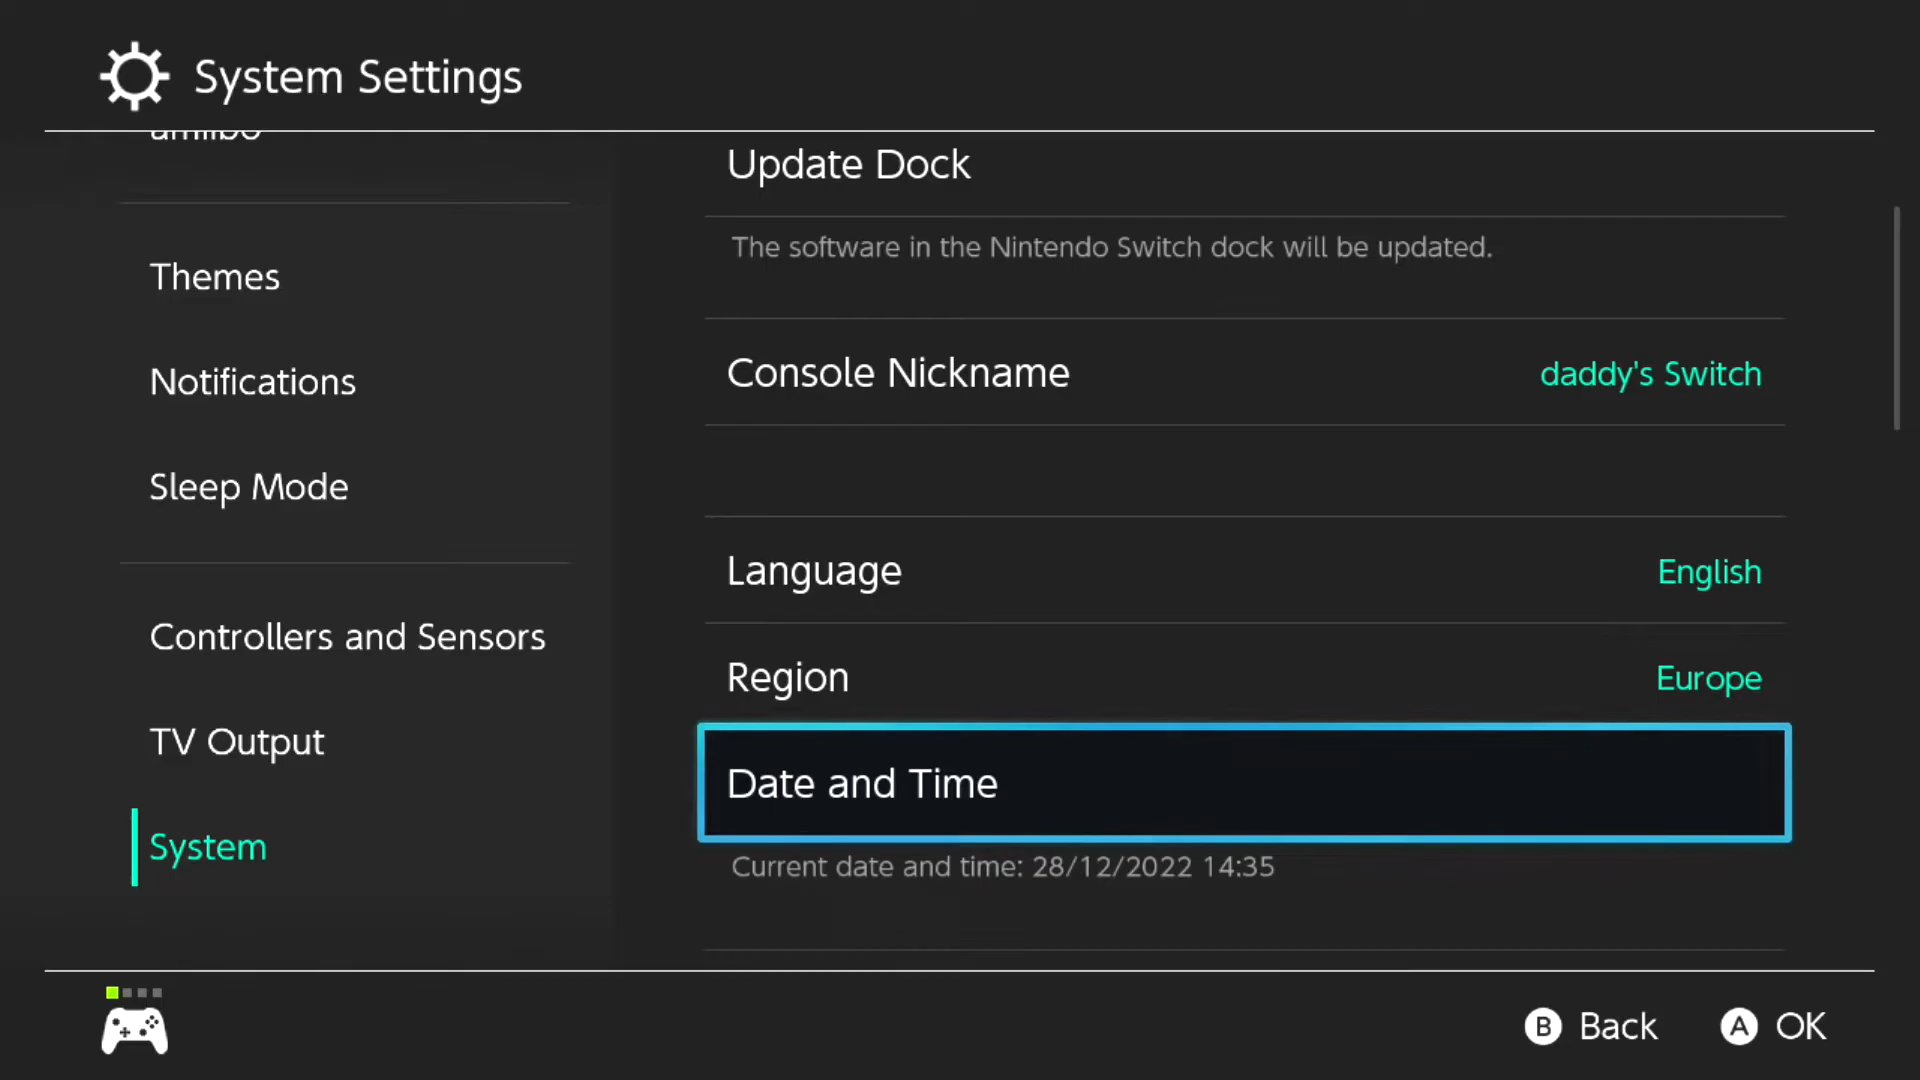 System Settings
amiibo
Themes
Notifications
Sleep Mode
Controllers and Sensors
TV Output
System
Update Dock
The software in the Nintendo Switch dock will be updated.
Console Nickname daddy's Switch
Language English
Region Europe
Date and Time
Current date and time: 28/12/2022 14:35
B Back A OK